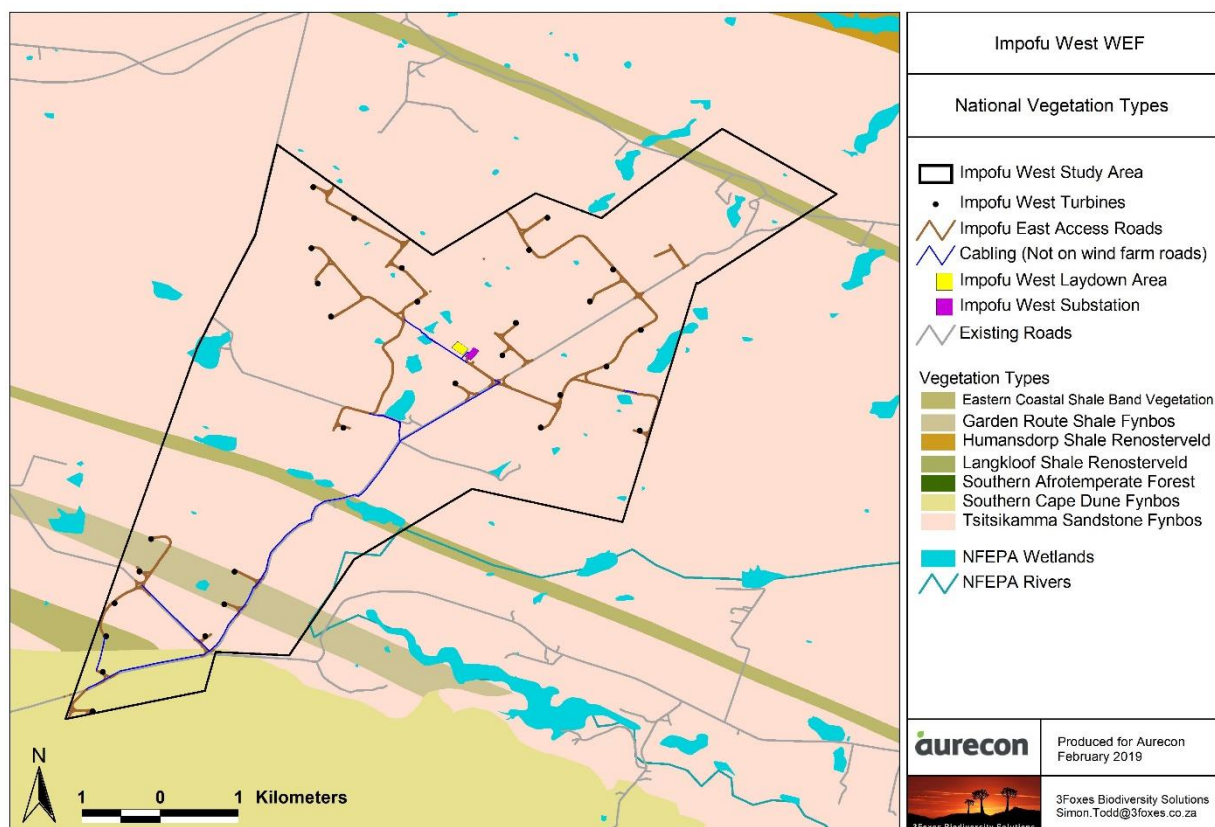 Impofu West WEF
National Vegetation Types
Impofu West Study Area
Impofu West Turbines
Impofu East Access Roads
Cabling (Not on wind farm roads)
Impofu West Laydown Area
Impofu West Substation
Existing Roads
Vegetation Types
Eastern Coastal Shale Band Vegetation
Garden Route Shale Fynbos
Humansdorp Shale Renosterveld
Langkloof Shale Renosterveld
Southern Afrotemperate Forest
Southern Cape Dune Fynbos
Tsitsikamma Sandstone Fynbos
NFEPA Wetlands
NFEPA Rivers
N
1 0 1 Kilometers
aurecon
Produced for Aurecon
February 2019
3Foxes Biodiversity Solutions
3Foxes Biodiversity Solutions
Simon.Todd@3foxes.co.za